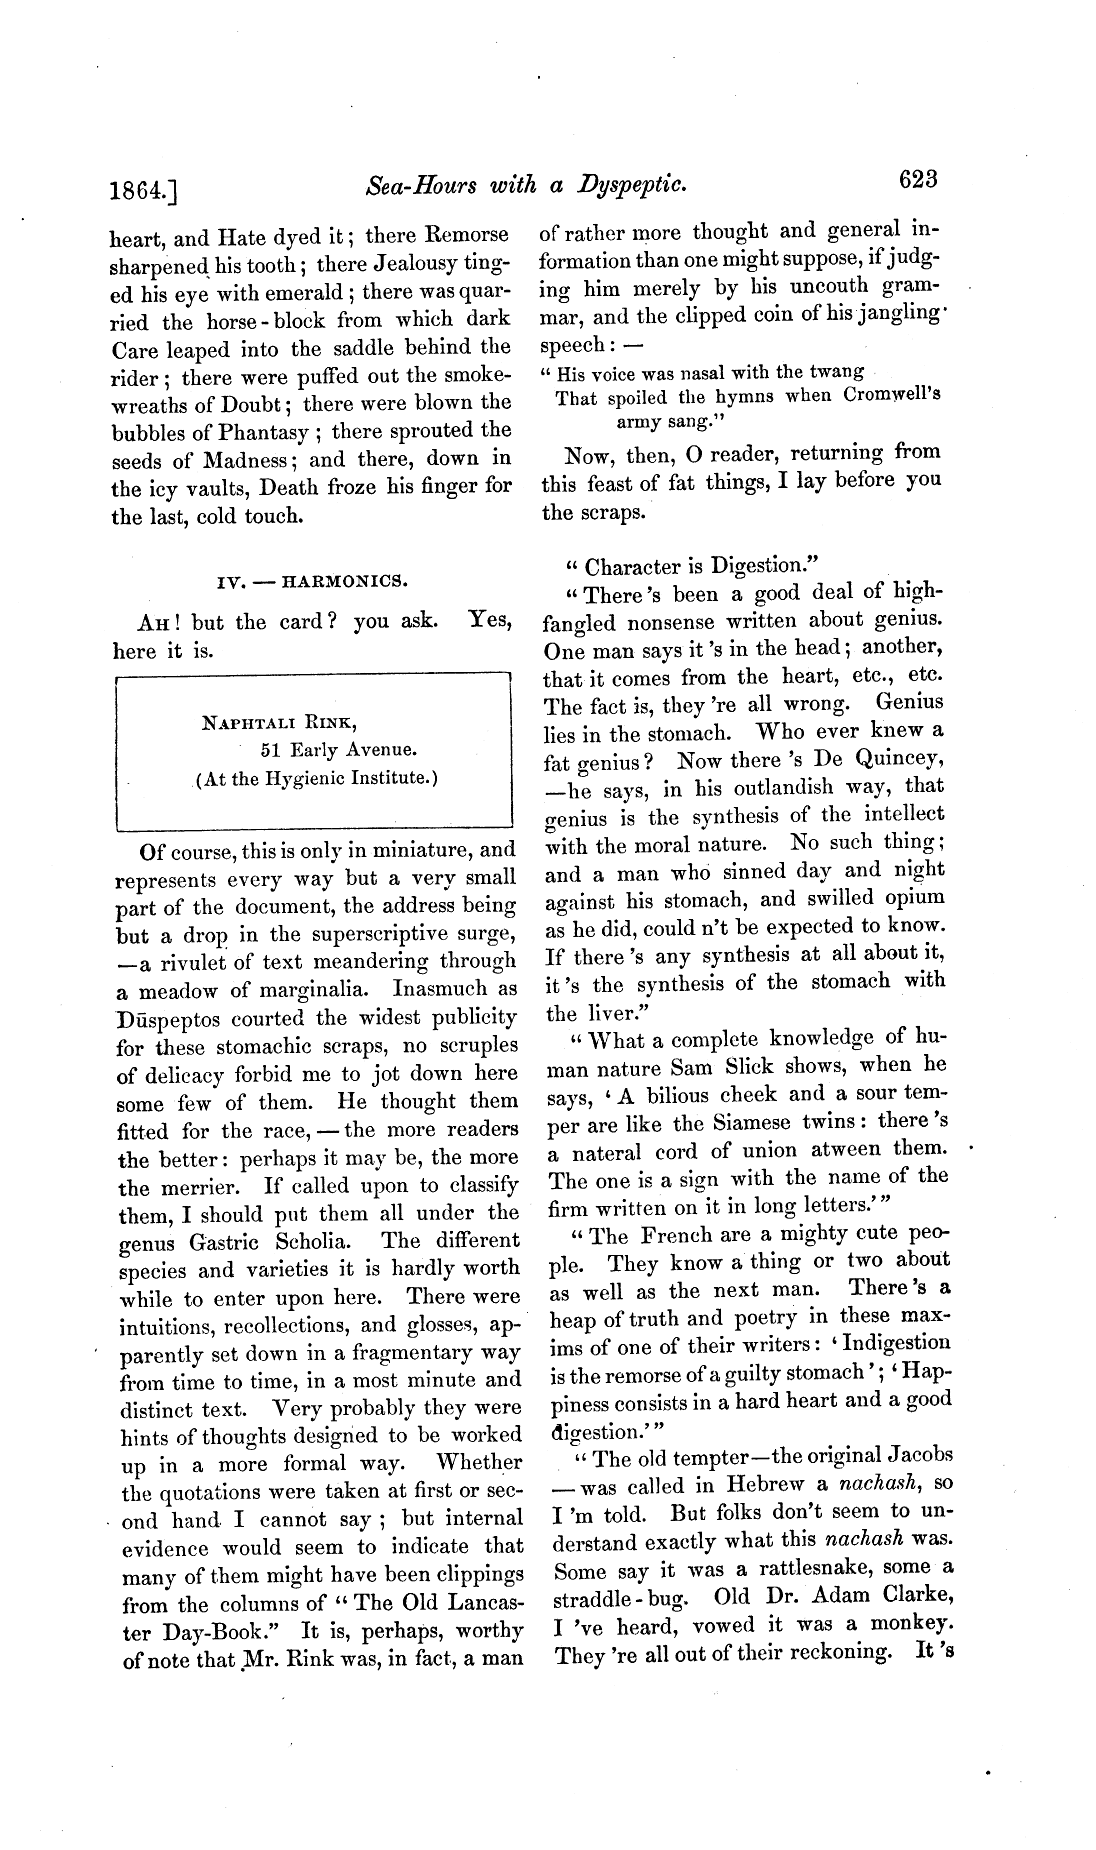 1864.] Sea-Hours with a Dyspeptic. 623
heart, and Hate dyed it; there Remorse
sharpened his tooth; there Jealousy ting-
ed his eye with emerald; there was quar-
ried the horse-block from which dark
Care leaped into the saddle behind the
rider; there were puffed out the smoke-
wreaths of Doubt; there were blown the
bubbles of Phantasy; there sprouted the
seeds of Madness; and there, down in
the icy vaults, Death froze his finger for
the last, cold touch.
IV. — HARMONICS.
AH! but the card? you ask. Yes,
here it is.
NAPHTALI RINK,
51 Early Avenue.
(At the Hygienic Institute.)
Of course, this is only in miniature, and
represents every way but a very small
part of the document, the address being
but a drop in the superscriptive surge,
—a rivulet of text meandering through
a meadow of marginalia. Inasmuch as
Dūspeptos courted the widest publicity
for these stomachic scraps, no scruples
of delicacy forbid me to jot down here
some few of them. He thought them
fitted for the race,—the more readers
the better: perhaps it may be, the more
the merrier. If called upon to classify
them, I should put them all under the
genus Gastric Scholia. The different
species and varieties it is hardly worth
while to enter upon here. There were
intuitions, recollections, and glosses, ap-
parently set down in a fragmentary way
from time to time, in a most minute and
distinct text. Very probably they were
hints of thoughts designed to be worked
up in a more formal way. Whether
the quotations were taken at first or sec-
ond hand I cannot say; but internal
evidence would seem to indicate that
many of them might have been clippings
from the columns of "The Old Lancas-
ter Day-Book." It is, perhaps, worthy
of note that Mr. Rink was, in fact, a man
of rather more thought and general in-
formation than one might suppose, if judg-
ing him merely by his uncouth gram-
mar, and the clipped coin of his jangling
speech:—
"His voice was nasal with the twang
That spoiled the hymns when Cromwell's
army sang."
Now, then, O reader, returning from
this feast of fat things, I lay before you
the scraps.
"Character is Digestion."
"There's been a good deal of high-
fangled nonsense written about genius.
One man says it's in the head; another,
that it comes from the heart, etc., etc.
The fact is, they're all wrong. Genius
lies in the stomach. Who ever knew a
fat genius? Now there's De Quincey,
—he says, in his outlandish way, that
genius is the synthesis of the intellect
with the moral nature. No such thing;
and a man who sinned day and night
against his stomach, and swilled opium
as he did, could n't be expected to know.
If there's any synthesis at all about it,
it's the synthesis of the stomach with
the liver."
"What a complete knowledge of hu-
man nature Sam Slick shows, when he
says, 'A bilious cheek and a sour tem-
per are like the Siamese twins: there's
a nateral cord of union atween them.
The one is a sign with the name of the
firm written on it in long letters.'"
"The French are a mighty cute peo-
ple. They know a thing or two about
as well as the next man. There's a
heap of truth and poetry in these max-
ims of one of their writers: 'Indigestion
is the remorse of a guilty stomach'; 'Hap-
piness consists in a hard heart and a good
digestion.'"
"The old tempter—the original Jacobs
—was called in Hebrew a nachash, so
I'm told. But folks don't seem to un-
derstand exactly what this nachash was.
Some say it was a rattlesnake, some a
straddle-bug. Old Dr. Adam Clarke,
I've heard, vowed it was a monkey.
They're all out of their reckoning. It's